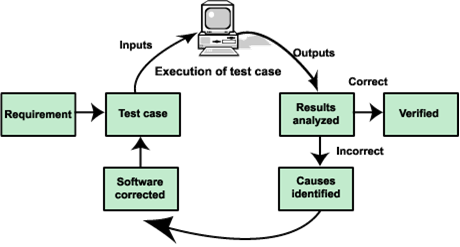 Inputs
Outputs
Execution of test case
Correct
Requirement
Test case
Results
analyzed
Verified
Incorrect
Software
corrected
Causes
identified